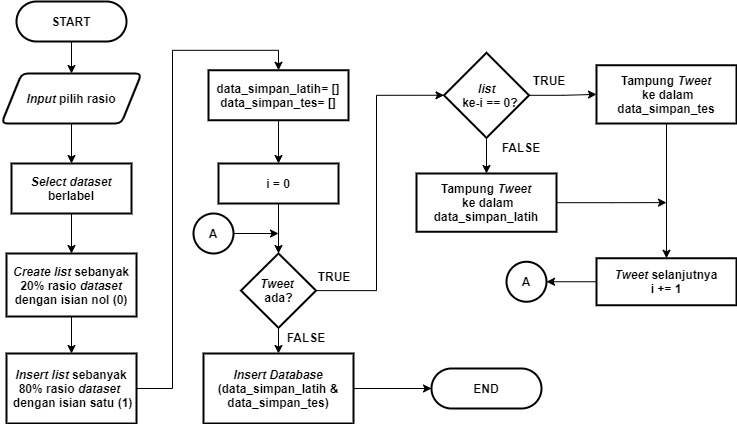 START
Input pilih rasio
Select dataset
berlabel
Create list sebanyak
20% rasio dataset
dengan isian nol (0)
Insert list sebanyak
80% rasio dataset
dengan isian satu (1)
data_simpan_latih= []
data_simpan_tes= []
i = 0
A
Tweet
ada?
TRUE
FALSE
Insert Database
(data_simpan_latih &
data_simpan_tes)
END
list
ke-i == 0?
TRUE
FALSE
Tampung Tweet
ke dalam
data_simpan_tes
Tampung Tweet
ke dalam
data_simpan_latih
Tweet selanjutnya
i += 1
A